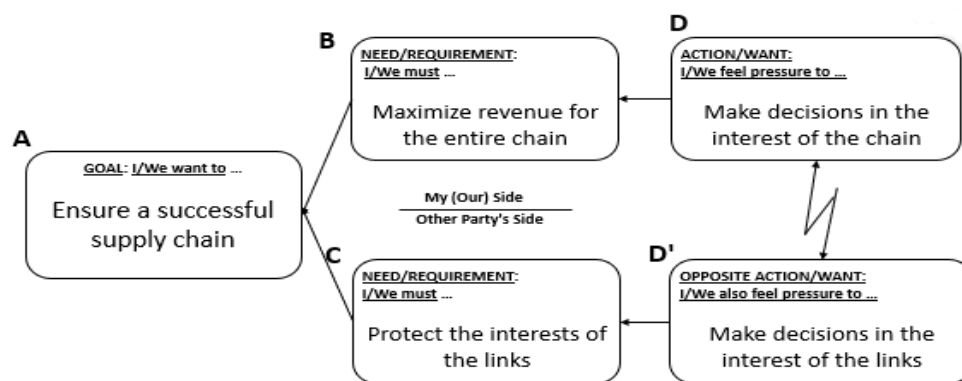 A
GOAL: I/We want to ...
Ensure a successful
supply chain
B
NEED/REQUIREMENT:
I/We must ...
Maximize revenue for
the entire chain
D
ACTION/WANT:
I/We feel pressure to ...
Make decisions in the
interest of the chain
My (Our) Side
Other Party's Side
C
NEED/REQUIREMENT:
I/We must ...
Protect the interests of
the links
D'
OPPOSITE ACTION/WANT:
I/We also feel pressure to ...
Make decisions in the
interest of the links